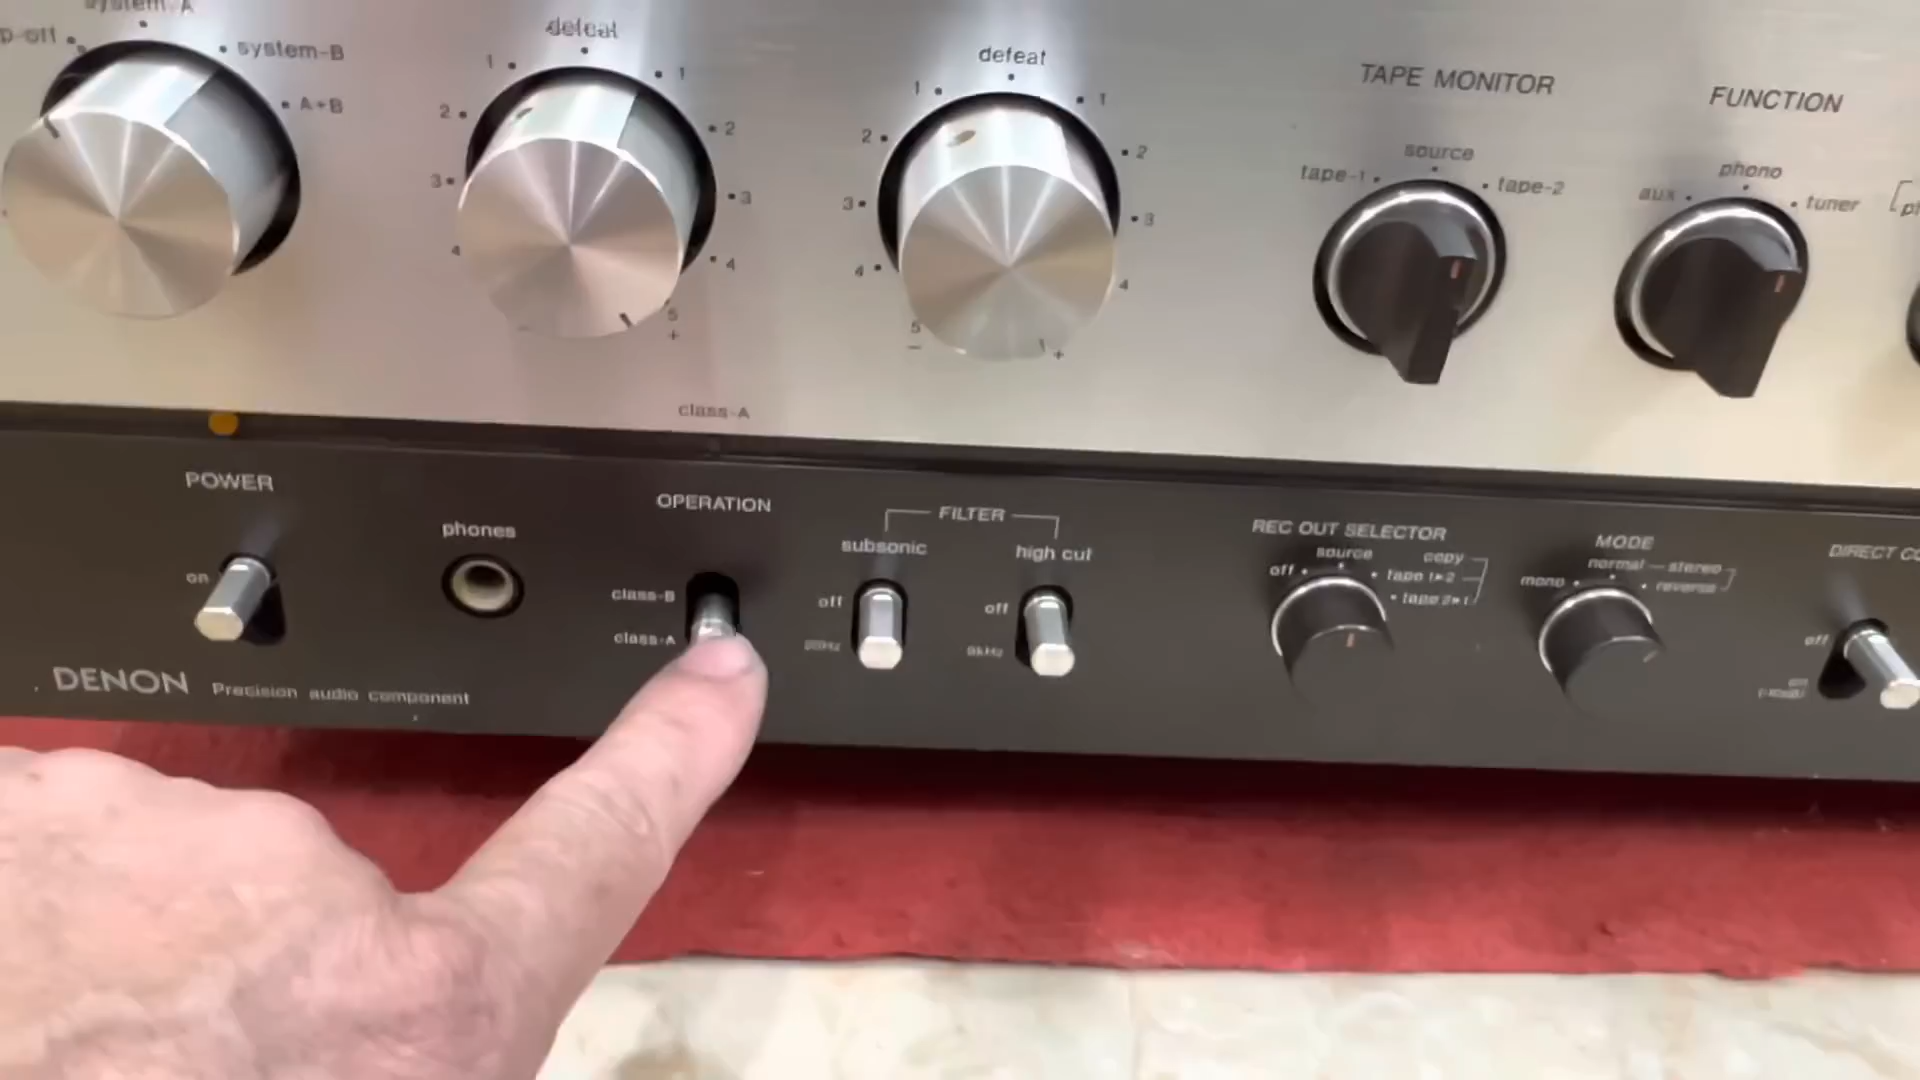 system-A
p-off
system-B
A+B
defeat
1 1
2 2
3 3
4 4
5
+
defeat
1 1
2 2
3 3
4 4
5
− +
TAPE MONITOR
source
tape-1 tape-2
FUNCTION
phono
aux tuner
class-A
POWER
on
phones
OPERATION
class-B
class-A
FILTER
subsonic high cut
off off
REC OUT SELECTOR
source copy
off tape 1▸2
tape 2▸1
MODE
normal stereo
mono reverse
DIRECT CO
off
DENON Precision audio component